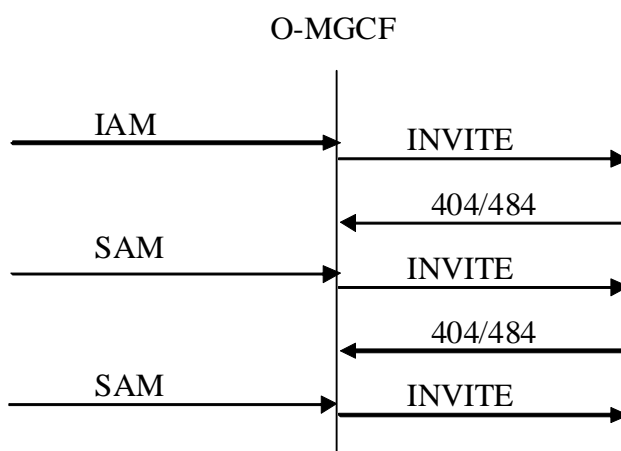 O-MGCF
IAM
INVITE
404/484
SAM
INVITE
404/484
SAM
INVITE